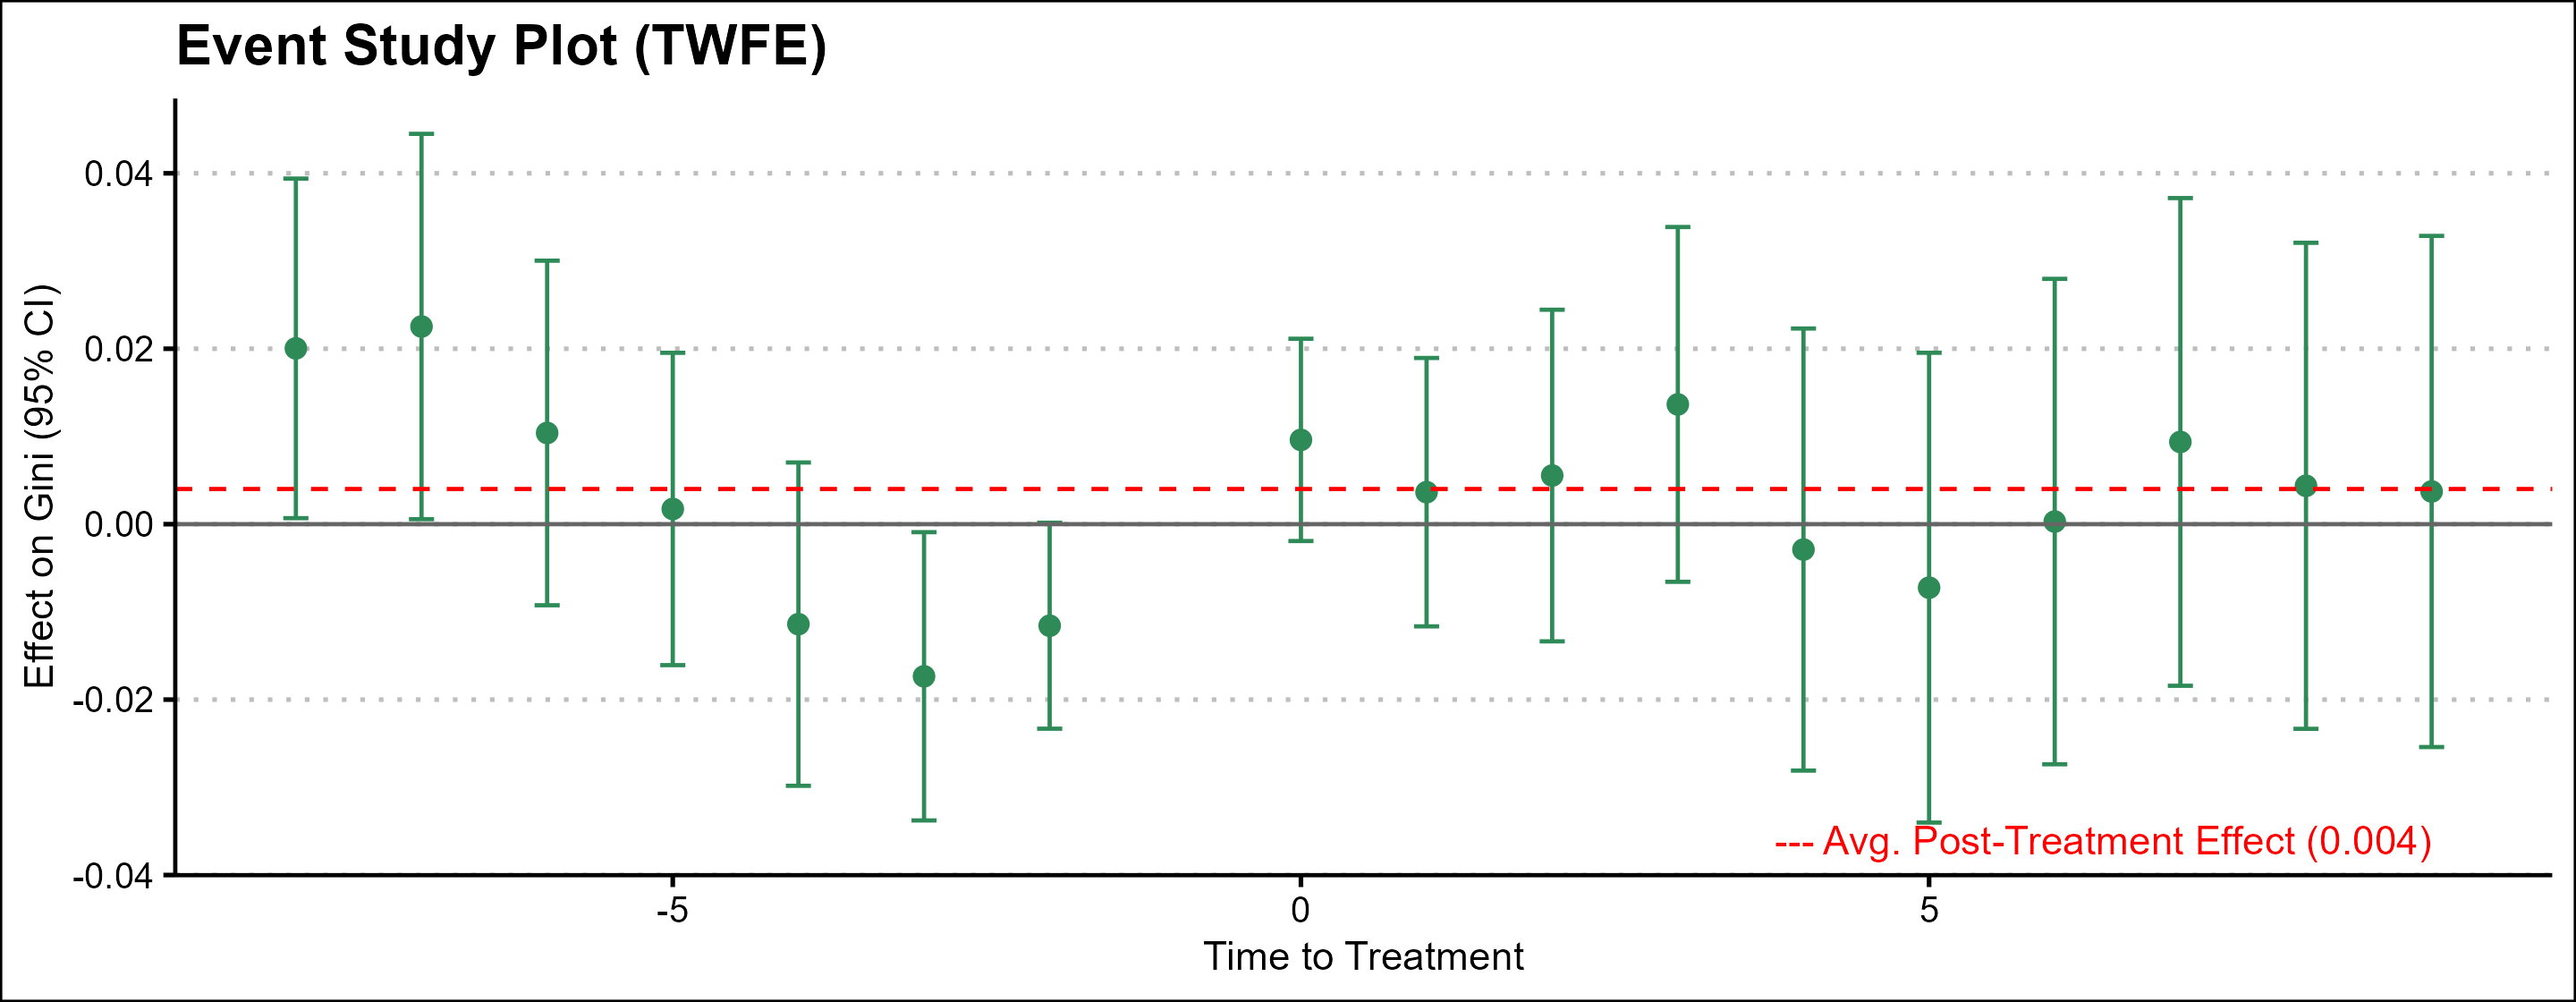 Event Study Plot (TWFE)
Effect on Gini (95% CI)
0.04
0.02
0.00
-0.02
-0.04
--- Avg. Post-Treatment Effect (0.004)
-5
0
5
Time to Treatment